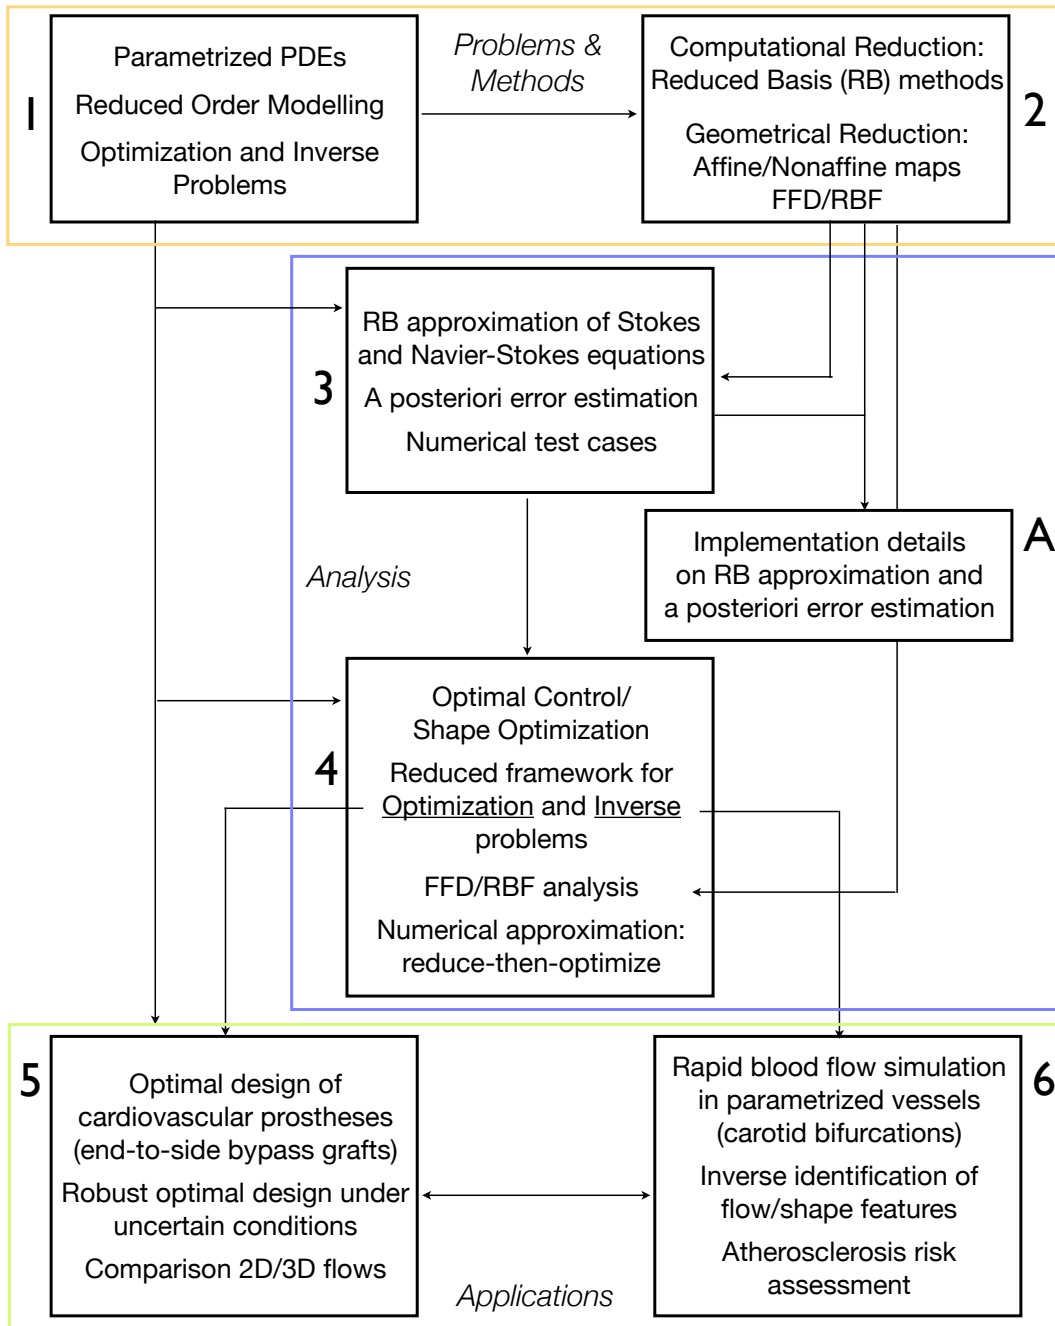 1
Parametrized PDEs
Reduced Order Modelling
Optimization and Inverse
Problems
Problems &
Methods
Computational Reduction:
Reduced Basis (RB) methods
Geometrical Reduction:
Affine/Nonaffine maps
FFD/RBF
2
3
RB approximation of Stokes
and Navier-Stokes equations
A posteriori error estimation
Numerical test cases
A
Implementation details
on RB approximation and
a posteriori error estimation
Analysis
4
Optimal Control/
Shape Optimization
Reduced framework for
Optimization and Inverse
problems
FFD/RBF analysis
Numerical approximation:
reduce-then-optimize
5
Optimal design of
cardiovascular prostheses
(end-to-side bypass grafts)
Robust optimal design under
uncertain conditions
Comparison 2D/3D flows
Applications
6
Rapid blood flow simulation
in parametrized vessels
(carotid bifurcations)
Inverse identification of
flow/shape features
Atherosclerosis risk
assessment